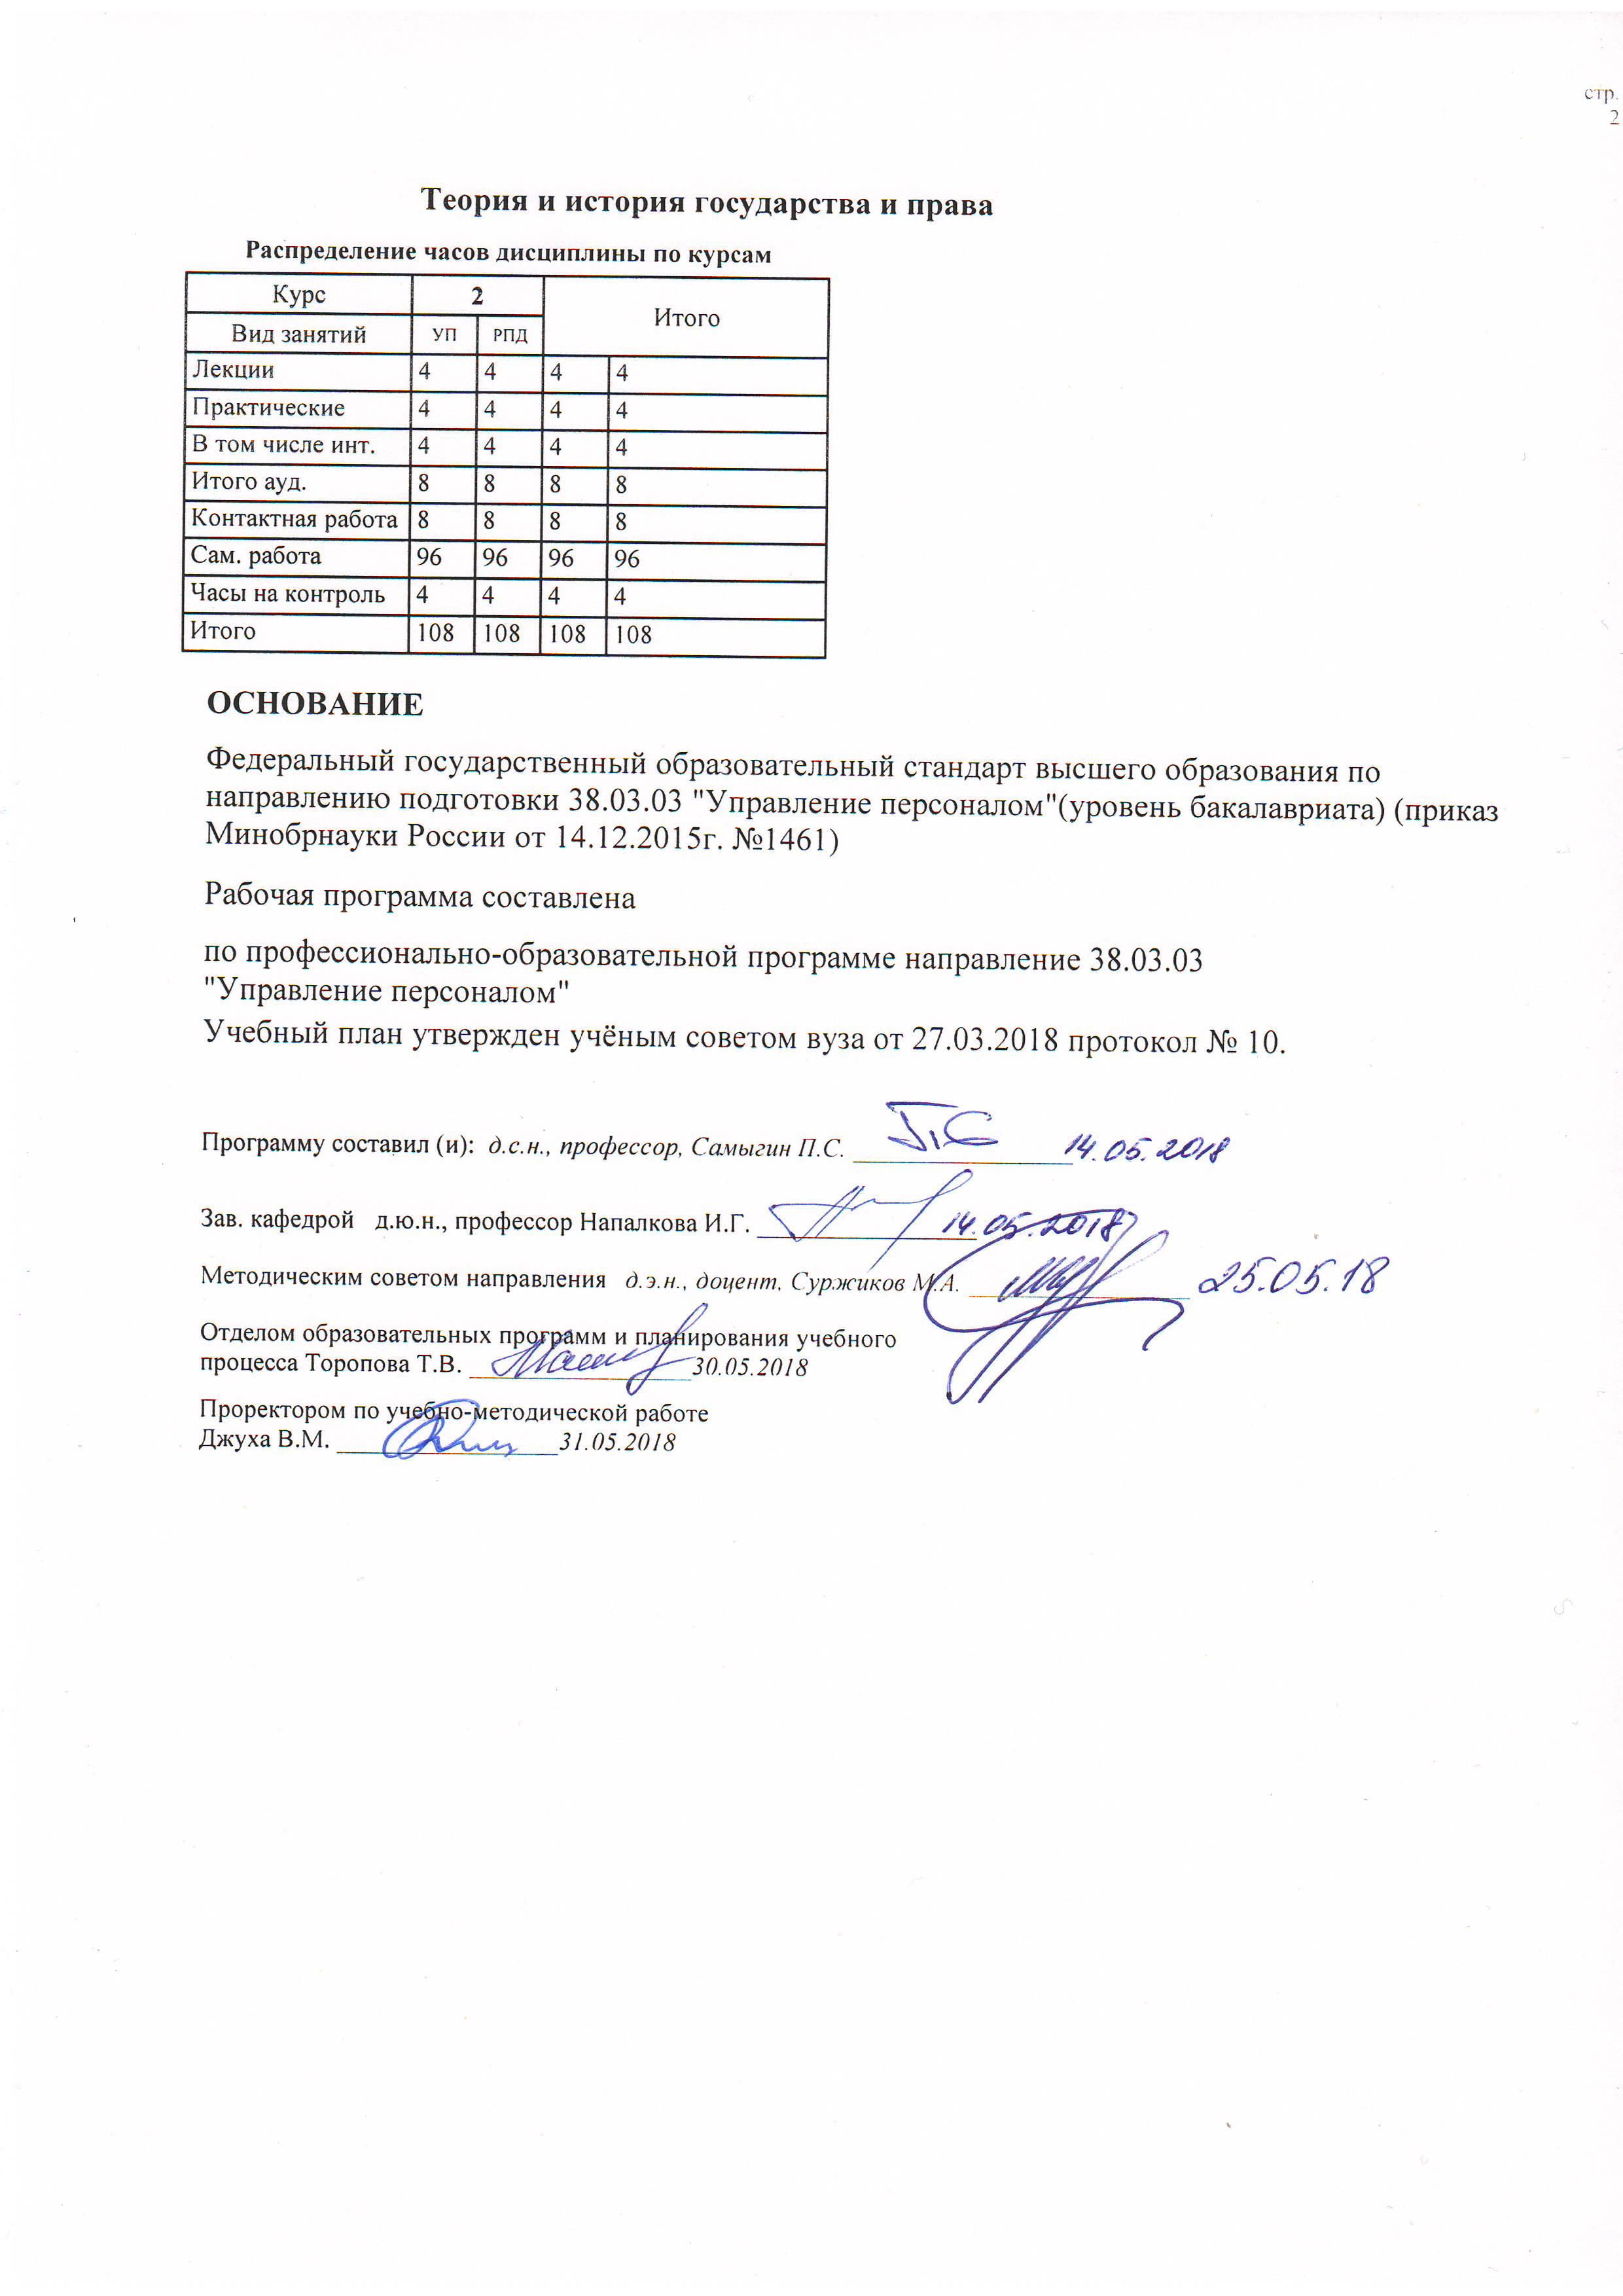 стр.
2
Теория и история государства и права
Распределение часов дисциплины по курсам
Курс 2 Итого
Вид занятий УП РПД
Лекции 4 4 4 4
Практические 4 4 4 4
В том числе инт. 4 4 4 4
Итого ауд. 8 8 8 8
Контактная работа 8 8 8 8
Сам. работа 96 96 96 96
Часы на контроль 4 4 4 4
Итого 108 108 108 108
ОСНОВАНИЕ
Федеральный государственный образовательный стандарт высшего образования по
направлению подготовки 38.03.03 "Управление персоналом"(уровень бакалавриата) (приказ
Минобрнауки России от 14.12.2015г. №1461)
Рабочая программа составлена
по профессионально-образовательной программе направление 38.03.03
"Управление персоналом"
Учебный план утвержден учёным советом вуза от 27.03.2018 протокол № 10.
Программу составил (и): д.с.н., профессор, Самыгин П.С. 14.05.2018
Зав. кафедрой д.ю.н., профессор Напалкова И.Г. 14.05.2018
Методическим советом направления д.э.н., доцент, Суржиков М.А. 25.05.18
Отделом образовательных программ и планирования учебного
процесса Торопова Т.В. 30.05.2018
Проректором по учебно-методической работе
Джуха В.М. 31.05.2018